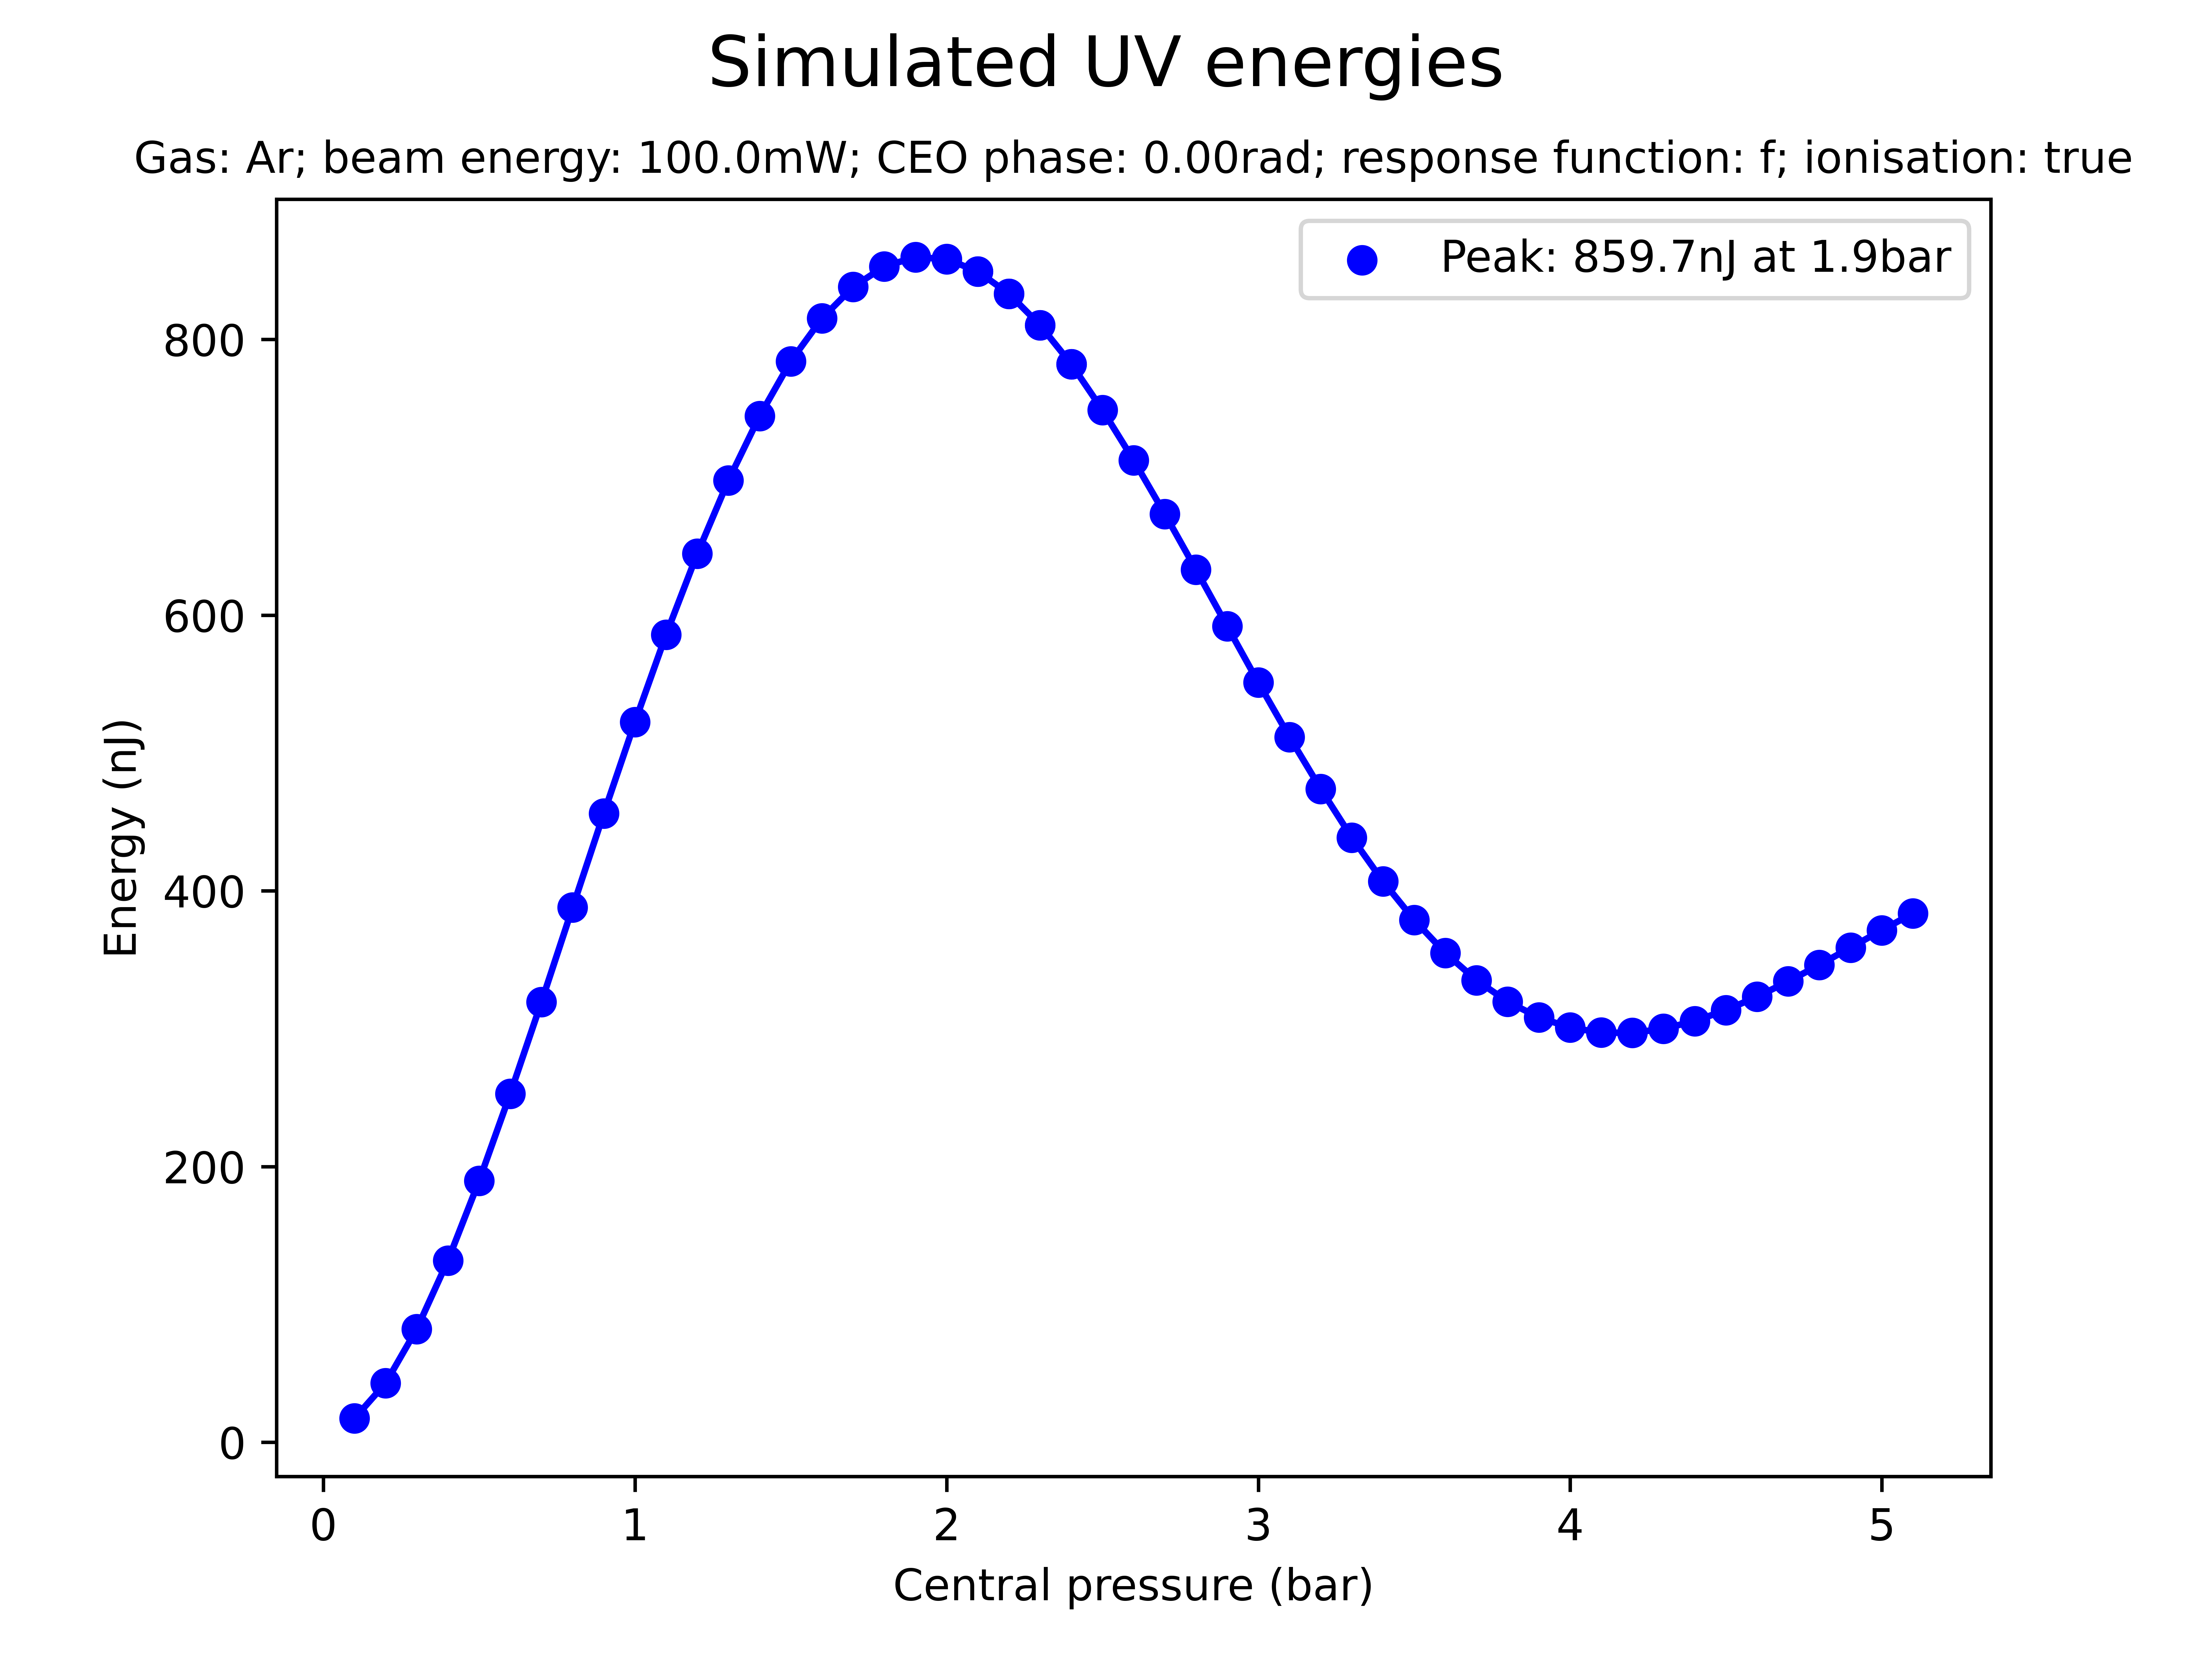 Simulated UV energies
Gas: Ar; beam energy: 100.0mW; CEO phase: 0.00rad; response function: f; ionisation: true
Peak: 859.7nJ at 1.9bar
800
600
400
200
0
Energy (nJ)
0 1 2 3 4 5
Central pressure (bar)